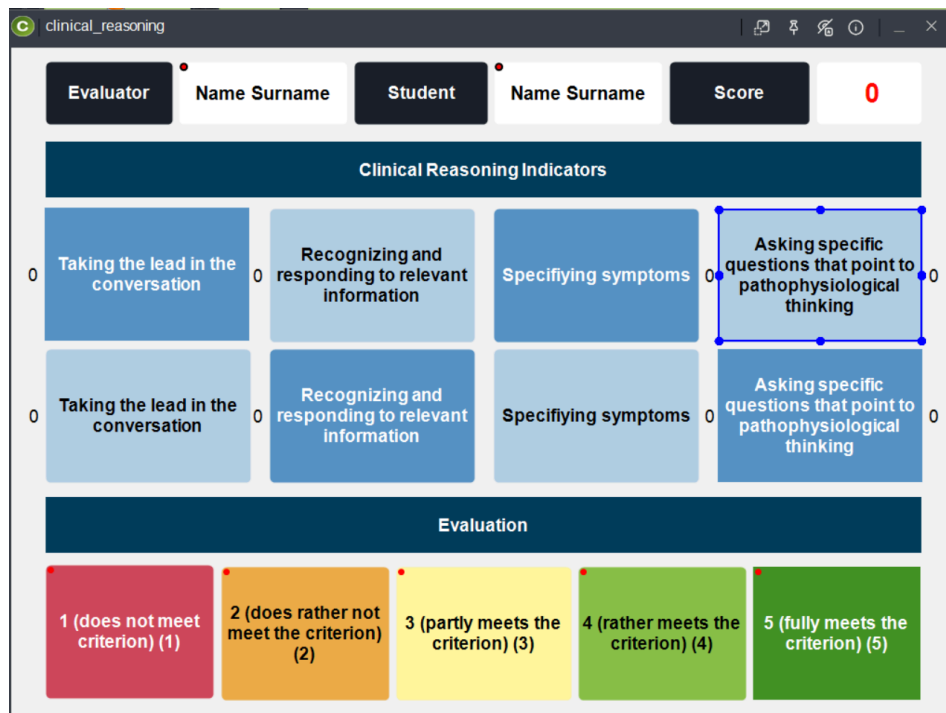 clinical_reasoning
Evaluator
Name Surname
Student
Name Surname
Score
0
Clinical Reasoning Indicators
0
Taking the lead in the
conversation
0
Recognizing and
responding to relevant
information
Specifiying symptoms
0
Asking specific
questions that point to
pathophysiological
thinking
0
0
Taking the lead in the
conversation
0
Recognizing and
responding to relevant
information
Specifiying symptoms
0
Asking specific
questions that point to
pathophysiological
thinking
0
Evaluation
1 (does not meet
criterion) (1)
2 (does rather not
meet the criterion)
(2)
3 (partly meets the
criterion) (3)
4 (rather meets the
criterion) (4)
5 (fully meets the
criterion) (5)